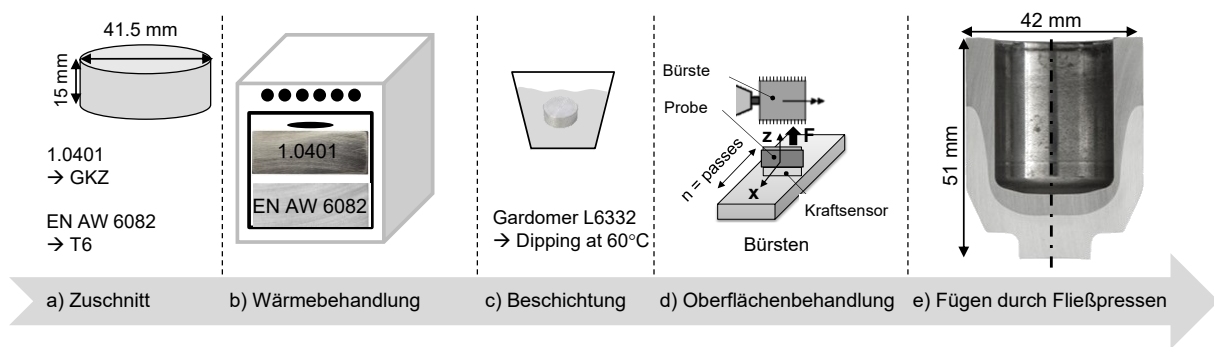 41.5 mm
15 mm
1.0401
→ GKZ
EN AW 6082
→ T6
a) Zuschnitt
1.0401
EN AW 6082
b) Wärmebehandlung
Gardomer L6332
→ Dipping at 60°C
c) Beschichtung
Bürste
Probe
z
F
n = passes
x
Kraftsensor
Bürsten
d) Oberflächenbehandlung
42 mm
51 mm
e) Fügen durch Fließpressen